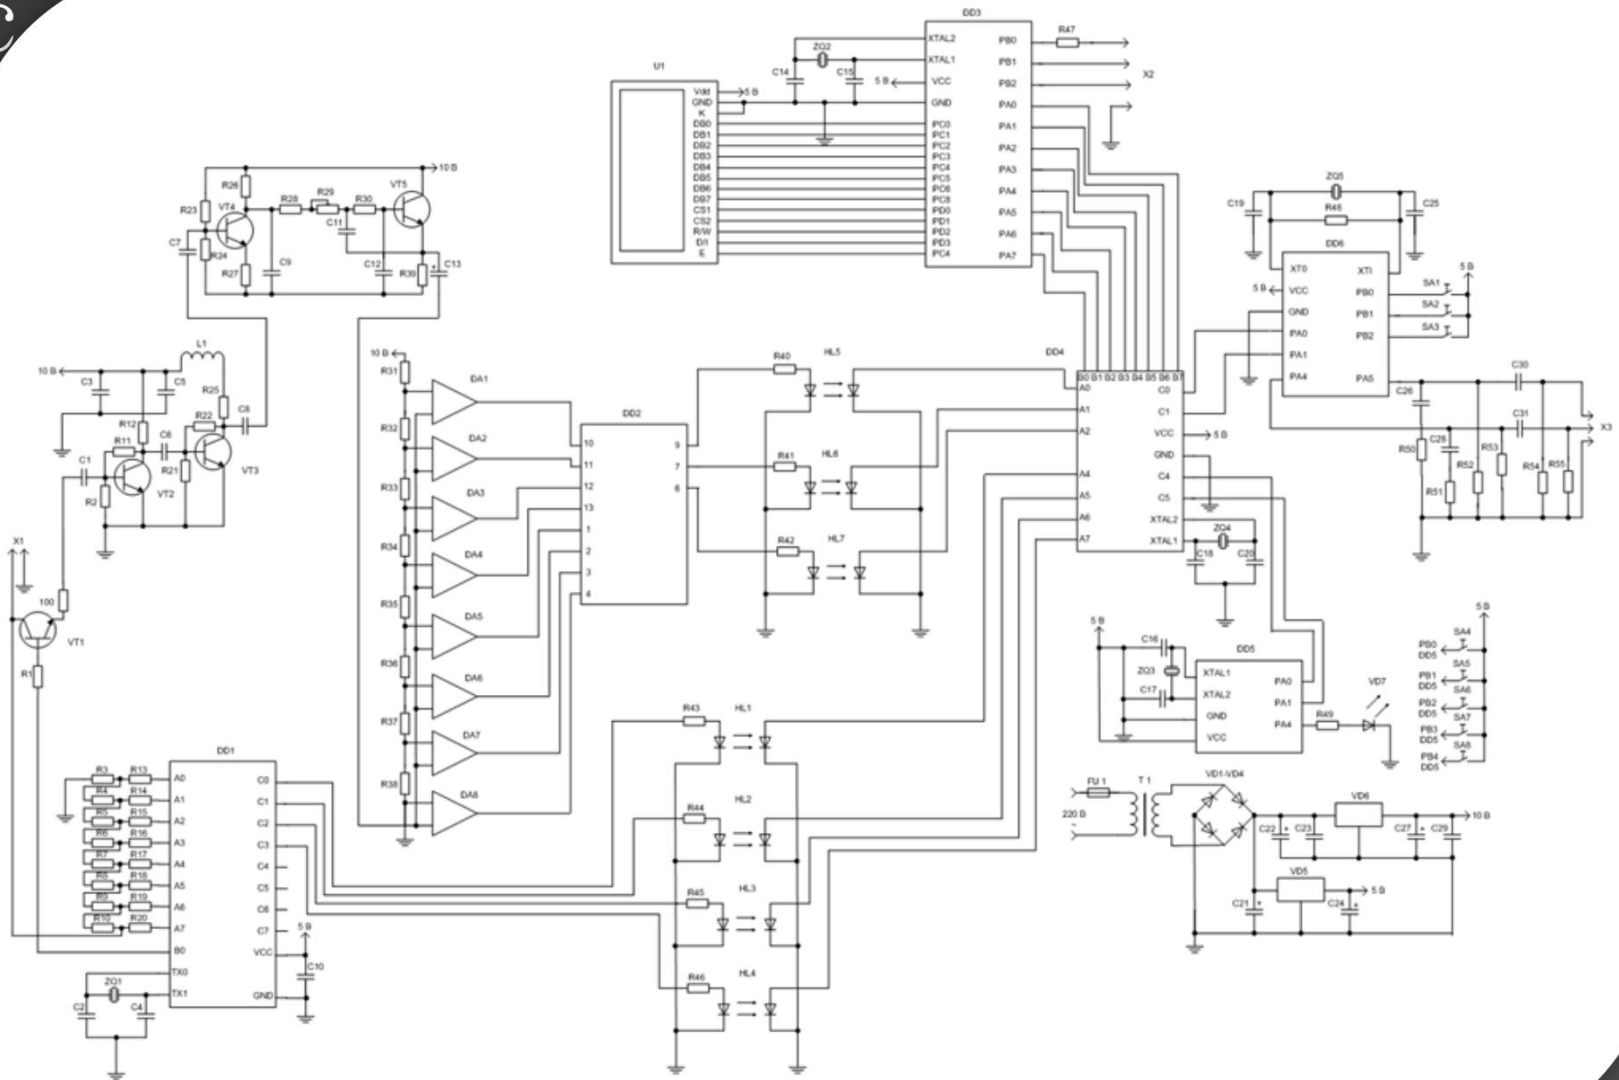 DD3
XTAL2
XTAL1
VCC
GND
PC0
PC1
PC2
PC3
PC4
PC5
PC6
PC8
PD0
PD1
PD2
PD3
PC4
PB0
PB1
PB2
PA0
PA1
PA2
PA3
PA4
PA5
PA6
PA7
R47
X2
ZQ2
C14
C15
5 В
U1
Vdd
5 В
GND
K
DB0
DB1
DB2
DB3
DB4
DB5
DB6
DB7
CS1
CS2
R/W
D/I
E
10 В
R26
VT4
R23
R28
R29
R30
VT5
C11
C7
R24
R27
C9
C12
R39
C13
L1
10 В
C3
C5
R25
R12
R22
C8
R11
C6
C1
R21
VT3
R2
VT2
X1
100
VT1
R1
10 В
R31
R32
R33
R34
R35
R36
R37
R38
DA1
DA2
DA3
DA4
DA5
DA6
DA7
DA8
DD2
10
11
12
13
1
2
3
4
9
7
6
R40
HL5
R41
HL6
R42
HL7
DD4
B0 B1 B2 B3 B4 B5 B6 B7
A0
A1
A2
A4
A5
A6
A7
C0
C1
VCC
5 В
GND
C4
C5
XTAL2
XTAL1
ZQ4
C18
C20
ZQ5
C19
R48
C25
DD6
XT0
VCC
5 В
GND
PA0
PA1
PA4
XTI
PB0
PB1
PB2
PA5
5 В
SA1
SA2
SA3
C30
C26
C31
X3
R50
C28
R53
R52
R51
R54
R55
5 В
C16
ZQ3
C17
DD5
XTAL1
XTAL2
GND
VCC
PA0
PA1
PA4
R49
VD7
5 В
SA4
PB0
DD5
SA5
PB1
DD5
SA6
PB2
DD5
SA7
PB3
DD5
SA8
PB4
DD5
FU 1
T 1
VD1-VD4
220 В
~
VD6
10 В
C22
+
C23
C27
+
C29
VD5
5 В
C21
+
C24
+
R43
HL1
R44
HL2
R45
HL3
R46
HL4
DD1
R3
R13
R4
R14
R5
R15
R6
R16
R7
R17
R8
R18
R9
R19
R10
R20
A0
A1
A2
A3
A4
A5
A6
A7
B0
TX0
TX1
C0
C1
C2
C3
C4
C5
C6
C7
VCC
GND
5 В
C10
ZQ1
C2
C4